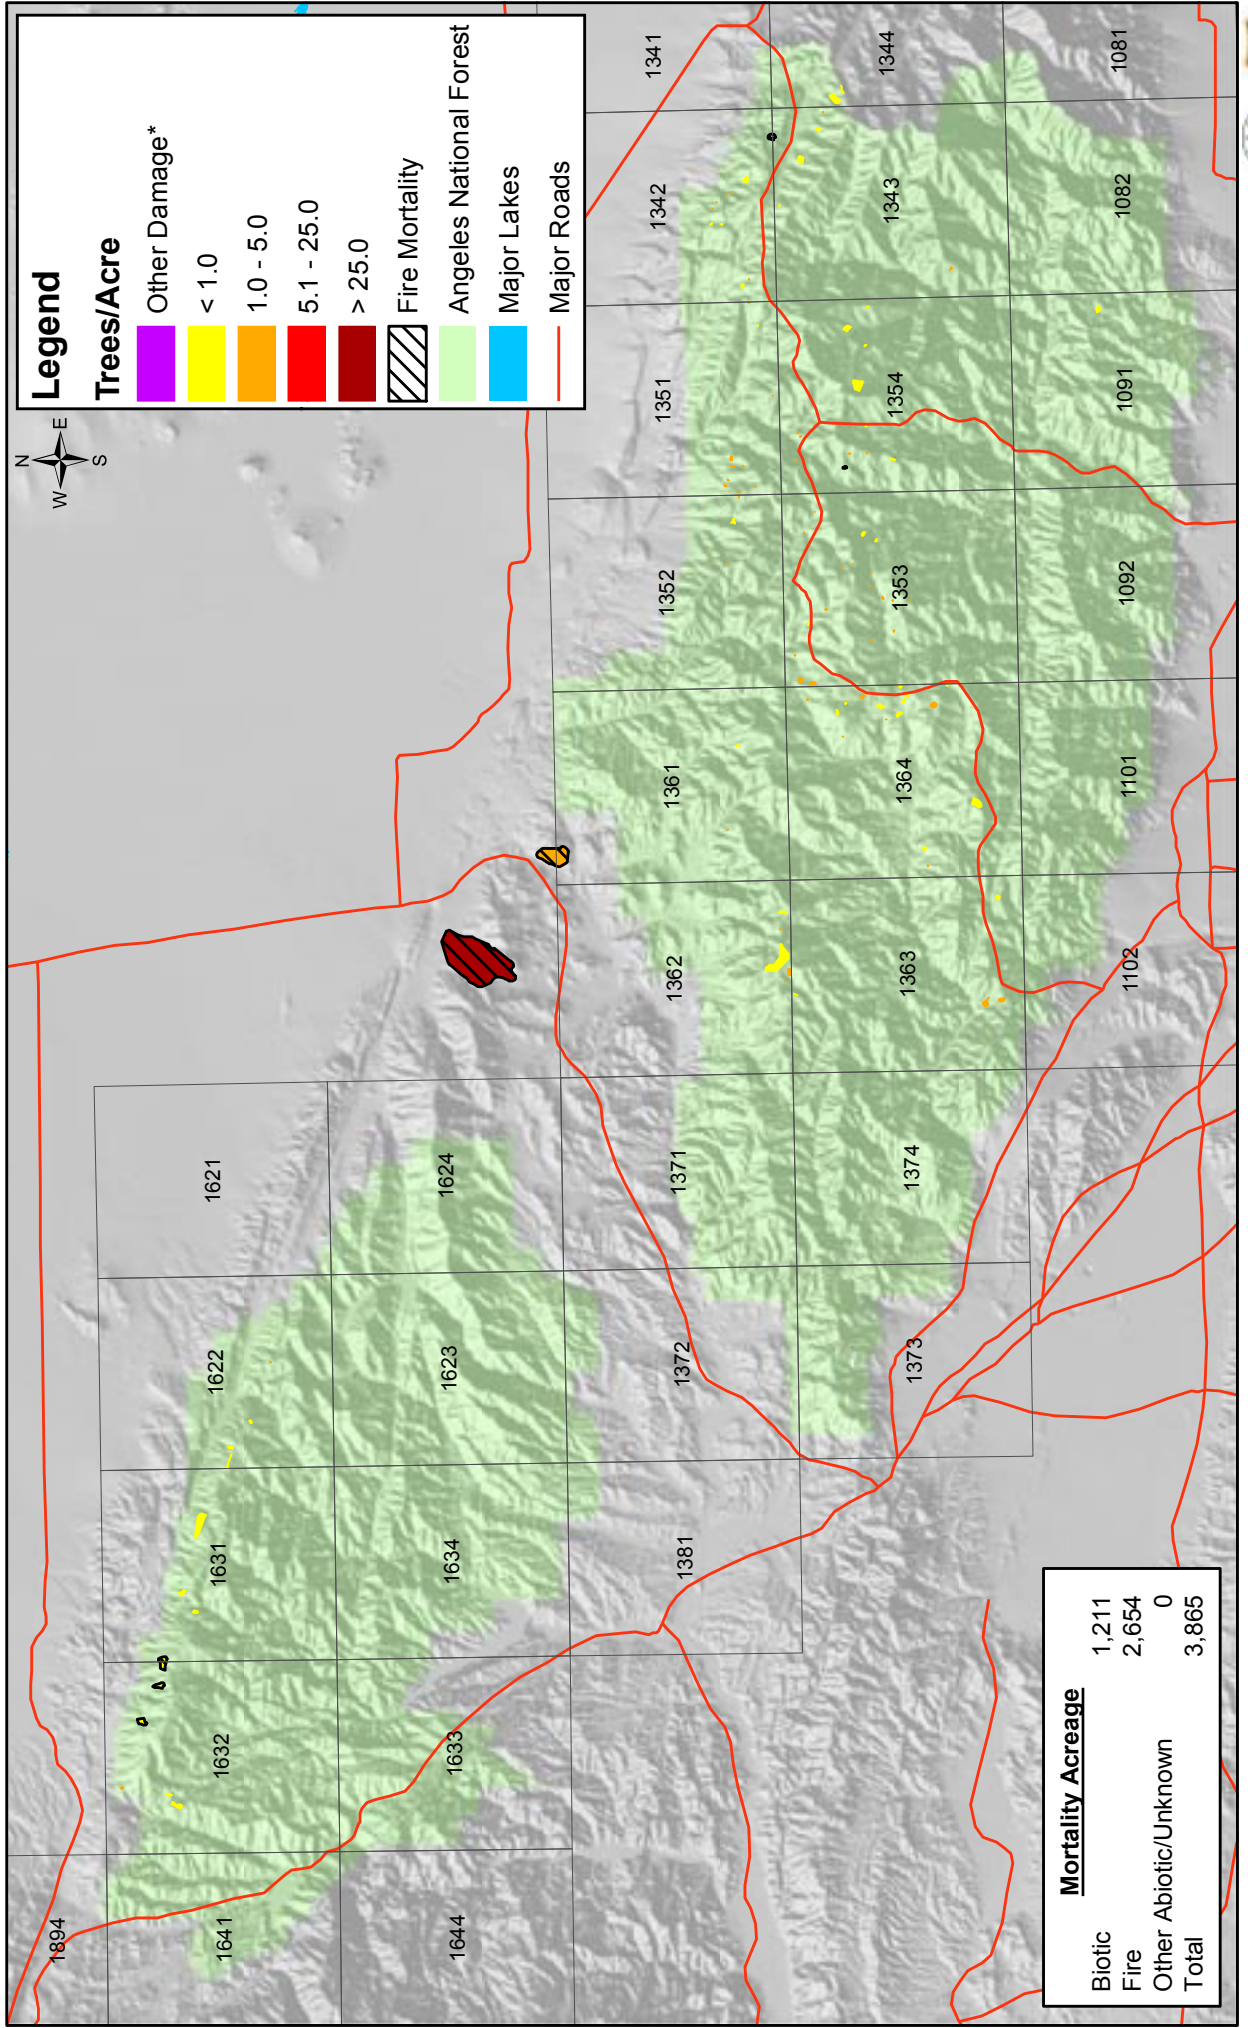 Legend
Trees/Acre
Other Damage*
< 1.0
1.0 - 5.0
5.1 - 25.0
> 25.0
Fire Mortality
Angeles National Forest
Major Lakes
Major Roads
N
W E
S
1894
1641
1632
1631
1622
1621
1644
1633
1634
1623
1624
1381
1372
1371
1362
1361
1352
1351
1342
1341
1373
1374
1363
1364
1353
1354
1343
1344
1102
1101
1092
1091
1082
1081
Mortality Acreage
Biotic 1,211
Fire 2,654
Other Abiotic/Unknown 0
Total 3,865